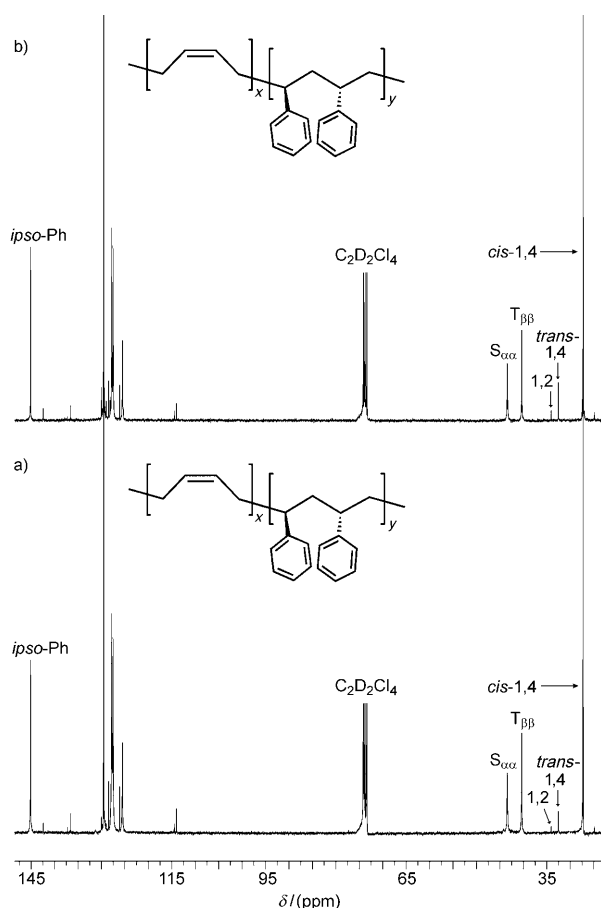 b)
x
y
ipso-Ph
C₂D₂Cl₄
cis-1,4
Tββ
trans-
1,4
Sαα
1,2
a)
x
y
ipso-Ph
C₂D₂Cl₄
cis-1,4
Tββ
Sαα
trans-
1,4
1,2
145 115 95 65 35
δ/(ppm)